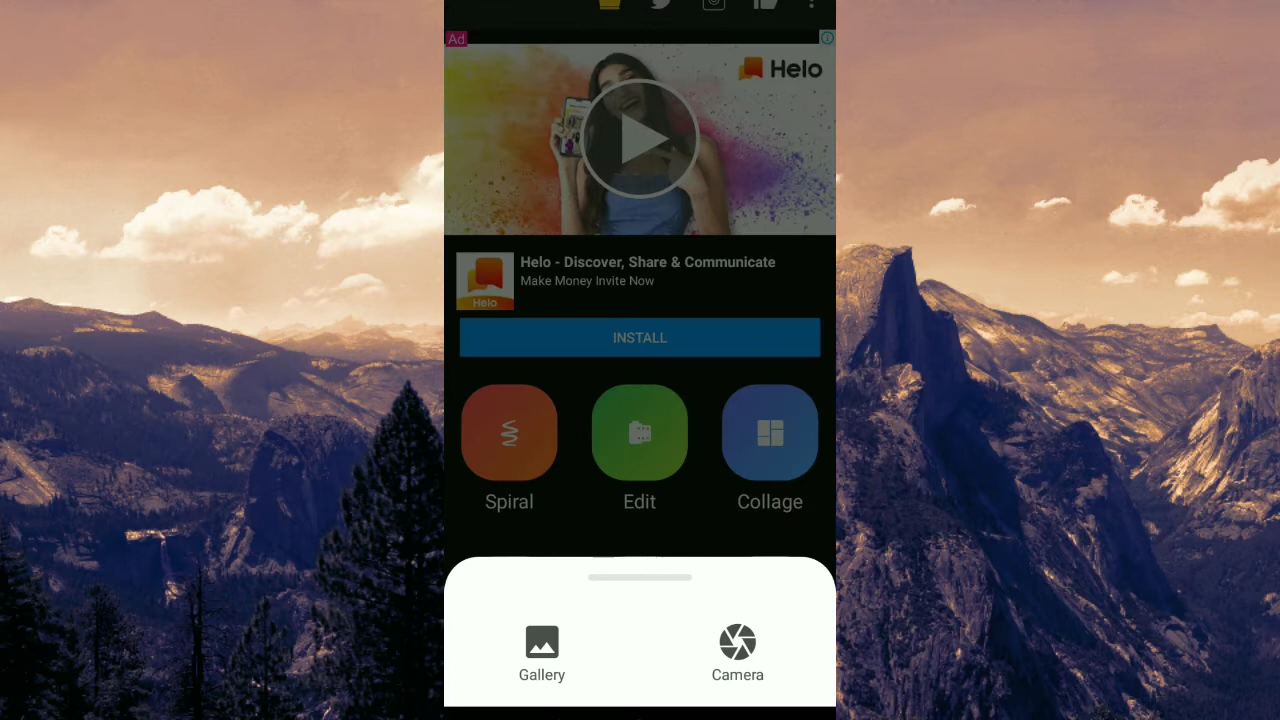 Ad
Helo
Helo - Discover, Share & Communicate
Make Money Invite Now
Helo
INSTALL
Spiral
Edit
Collage
Gallery
Camera